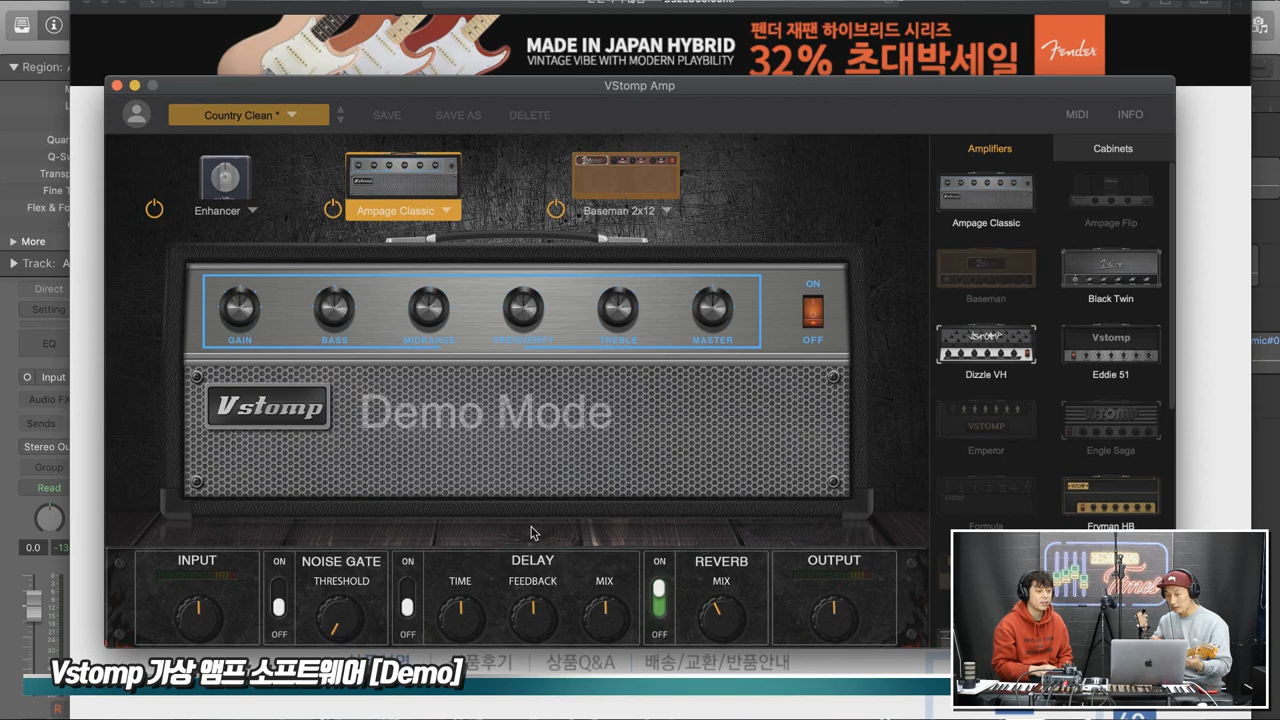 Region:
MADE IN JAPAN HYBRID
VINTAGE VIBE WITH MODERN PLAYBILITY
펜더 재팬 하이브리드 시리즈
32% 초대박세일
Fender
VStomp Amp
Country Clean *
SAVE
SAVE AS
DELETE
MIDI
INFO
Amplifiers
Cabinets
Enhancer
Ampage Classic
Baseman 2x12
Ampage Classic
Ampage Flip
Baseman
Black Twin
Dizzle VH
Vstomp
Eddie 51
VSTOMP
Emperor
VSTOMP
Engle Saga
Formula
Fryman HB
GAIN
BASS
MIDRANGE
FREQUENCY
TREBLE
MASTER
ON
OFF
Vstomp
Demo Mode
INPUT
ON
OFF
NOISE GATE
THRESHOLD
ON
OFF
DELAY
TIME
FEEDBACK
MIX
ON
OFF
REVERB
MIX
OUTPUT
More
Track:
Direct
Setting
EQ
Input
Audio FX
Sends
Stereo Ou
Group
Read
0.0
R
상품Q&A
배송/교환/반품안내
Times
Vstomp 가상 앰프 소프트웨어 [Demo]